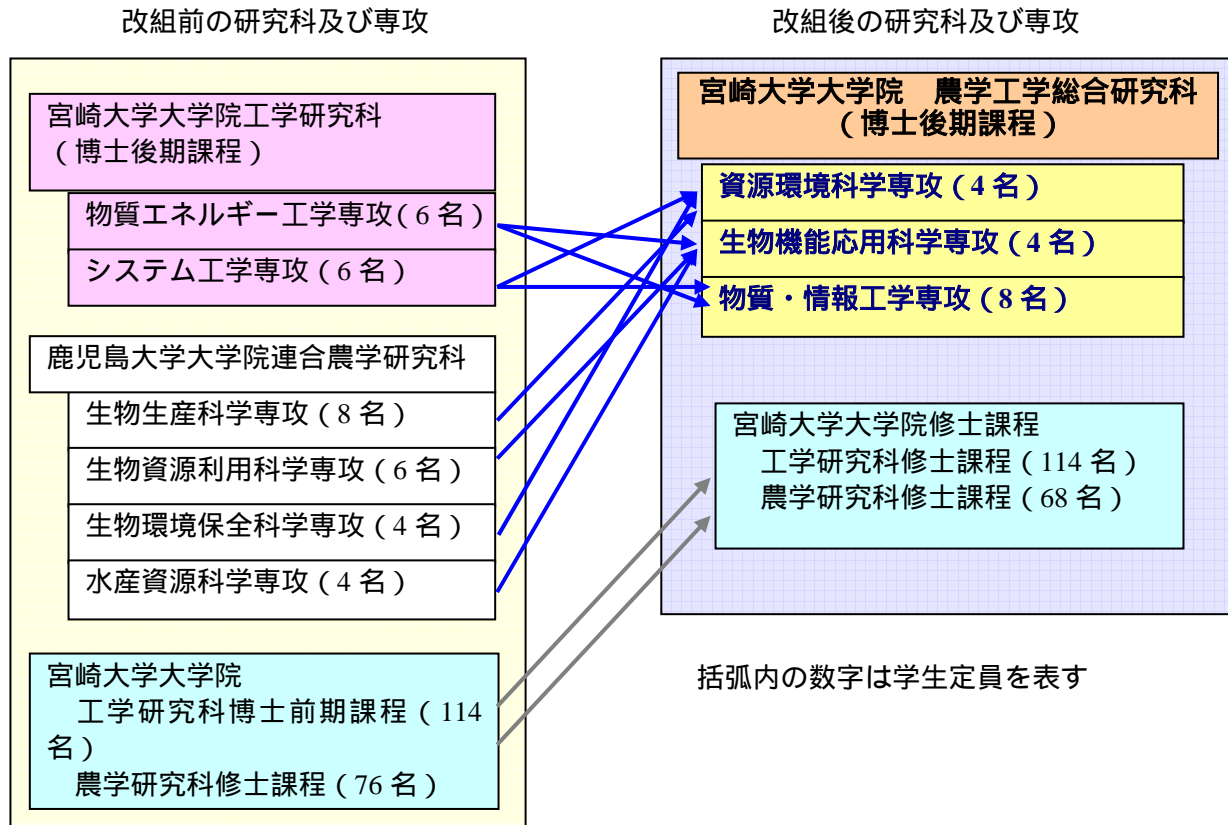 改組前の研究科及び専攻
宮崎大学大学院工学研究科
（博士後期課程）
物質エネルギー工学専攻（6 名）
システム工学専攻（6 名）
鹿児島大学大学院連合農学研究科
生物生産科学専攻（8 名）
生物資源利用科学専攻（6 名）
生物環境保全科学専攻（4 名）
水産資源科学専攻（4 名）
宮崎大学大学院
工学研究科博士前期課程（114
名）
農学研究科修士課程（76 名）
改組後の研究科及び専攻
宮崎大学大学院　農学工学総合研究科
（博士後期課程）
資源環境科学専攻（4 名）
生物機能応用科学専攻（4 名）
物質・情報工学専攻（8 名）
宮崎大学大学院修士課程
工学研究科修士課程（114 名）
農学研究科修士課程（68 名）
括弧内の数字は学生定員を表す